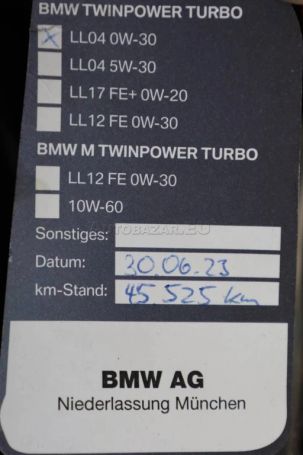 BMW TWINPOWER TURBO
LL04 0W-30
LL04 5W-30
LL17 FE+ 0W-20
LL12 FE 0W-30
BMW M TWINPOWER TURBO
LL12 FE 0W-30
10W-60
TOBAZAR.EU
Sonstiges:
Datum: 30.06.23
km-Stand: 45.525 km
BMW AG
Niederlassung München